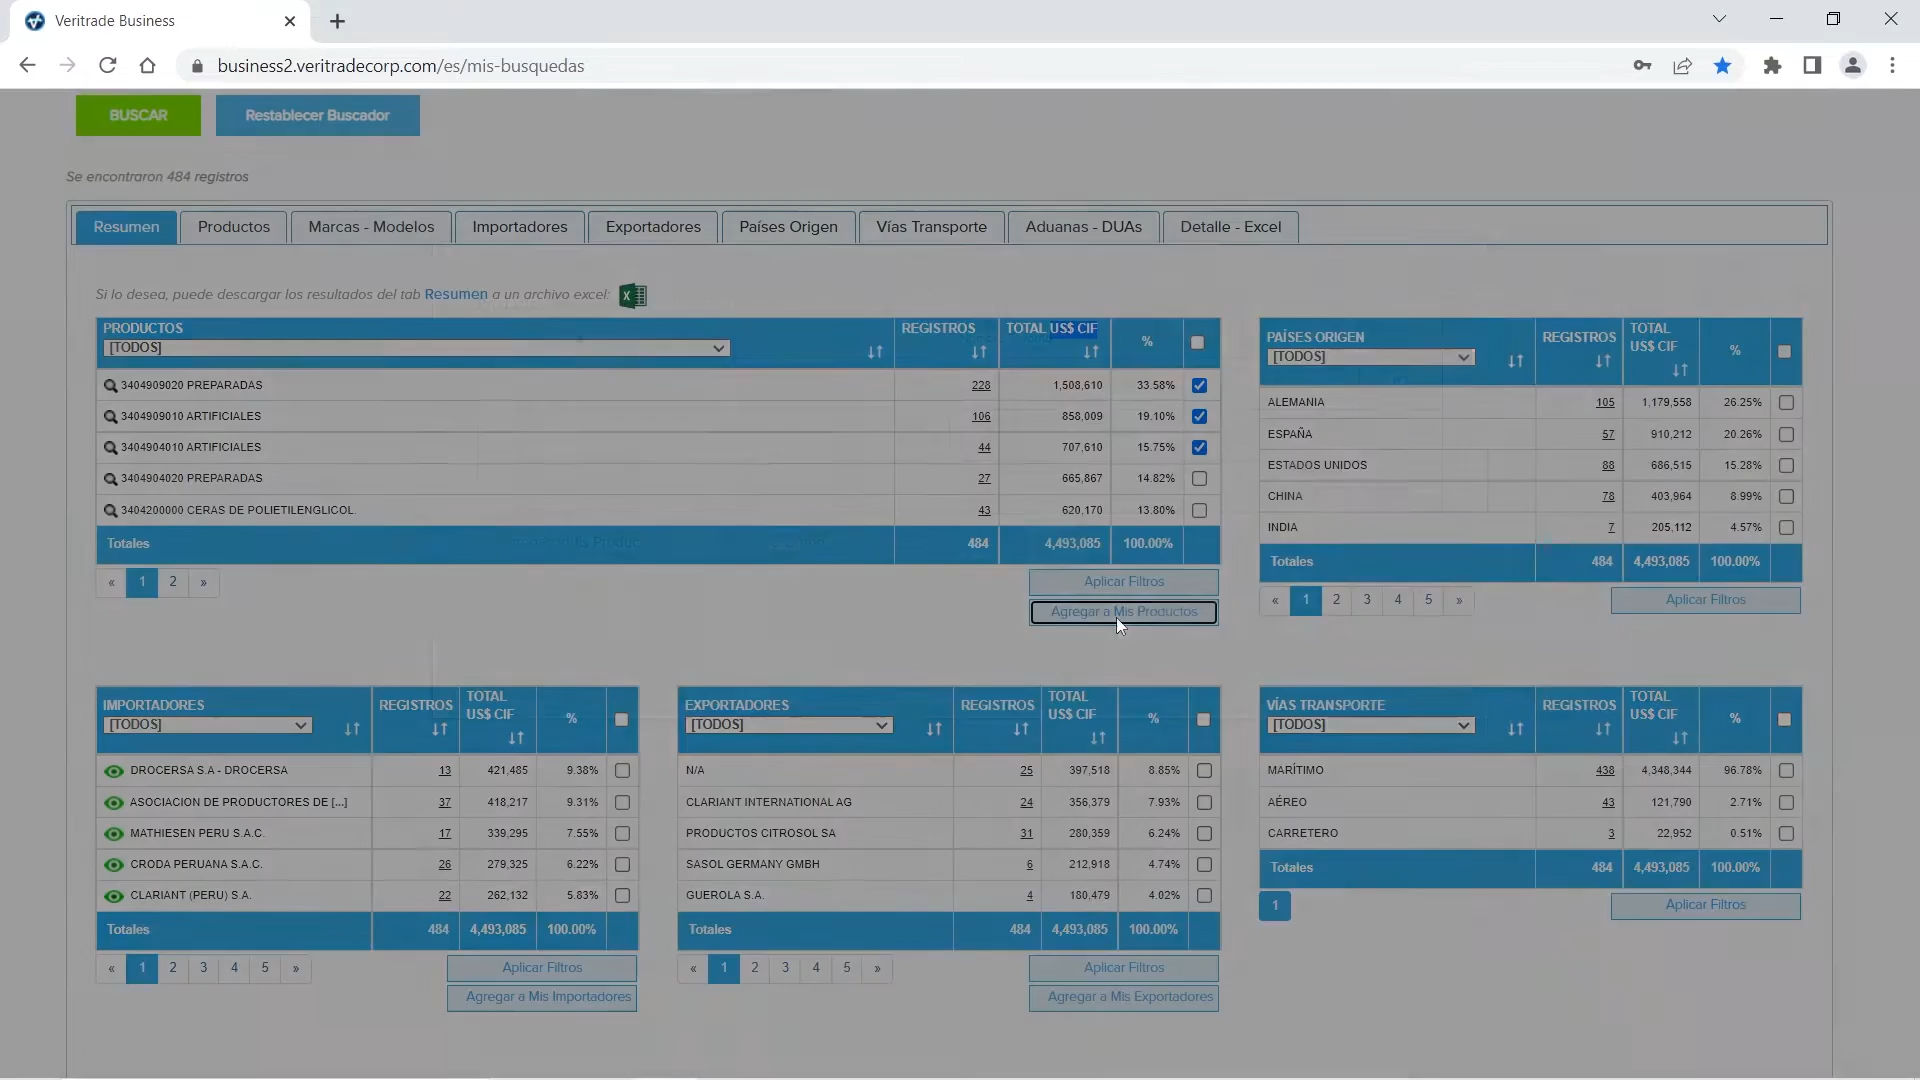 Veritrade Business
business2.veritradecorp.com/es/mis-busquedas
BUSCAR
Restablecer Buscador
Se encontraron 484 registros
Resumen
Productos
Marcas - Modelos
Importadores
Exportadores
Países Origen
Vías Transporte
Aduanas - DUAs
Detalle - Excel
Si lo desea, puede descargar los resultados del tab Resumen a un archivo excel:
PRODUCTOS REGISTROS TOTAL US$ CIF %
[TODOS]
3404909020 PREPARADAS 228 1,508,610 33.58%
3404909010 ARTIFICIALES 106 858,009 19.10%
3404904010 ARTIFICIALES 44 707,610 15.75%
3404904020 PREPARADAS 27 665,867 14.82%
3404200000 CERAS DE POLIETILENGLICOL. 43 620,170 13.80%
Totales 484 4,493,085 100.00%
« 1 2 »
Aplicar Filtros
Agregar a Mis Productos
PAÍSES ORIGEN REGISTROS TOTAL US$ CIF %
[TODOS]
ALEMANIA 105 1,179,558 26.25%
ESPAÑA 57 910,212 20.26%
ESTADOS UNIDOS 88 686,515 15.28%
CHINA 78 403,964 8.99%
INDIA 7 205,112 4.57%
Totales 484 4,493,085 100.00%
« 1 2 3 4 5 »
Aplicar Filtros
IMPORTADORES REGISTROS TOTAL US$ CIF %
[TODOS]
DROCERSA S.A - DROCERSA 13 421,485 9.38%
ASOCIACION DE PRODUCTORES DE [...] 37 418,217 9.31%
MATHIESEN PERU S.A.C. 17 339,295 7.55%
CRODA PERUANA S.A.C. 26 279,325 6.22%
CLARIANT (PERU) S.A. 22 262,132 5.83%
Totales 484 4,493,085 100.00%
« 1 2 3 4 5 »
Aplicar Filtros
Agregar a Mis Importadores
EXPORTADORES REGISTROS TOTAL US$ CIF %
[TODOS]
N/A 25 397,518 8.85%
CLARIANT INTERNATIONAL AG 24 356,379 7.93%
PRODUCTOS CITROSOL SA 31 280,359 6.24%
SASOL GERMANY GMBH 6 212,918 4.74%
GUEROLA S.A. 4 180,479 4.02%
Totales 484 4,493,085 100.00%
« 1 2 3 4 5 »
Aplicar Filtros
Agregar a Mis Exportadores
VÍAS TRANSPORTE REGISTROS TOTAL US$ CIF %
[TODOS]
MARÍTIMO 438 4,348,344 96.78%
AÉREO 43 121,790 2.71%
CARRETERO 3 22,952 0.51%
Totales 484 4,493,085 100.00%
1
Aplicar Filtros